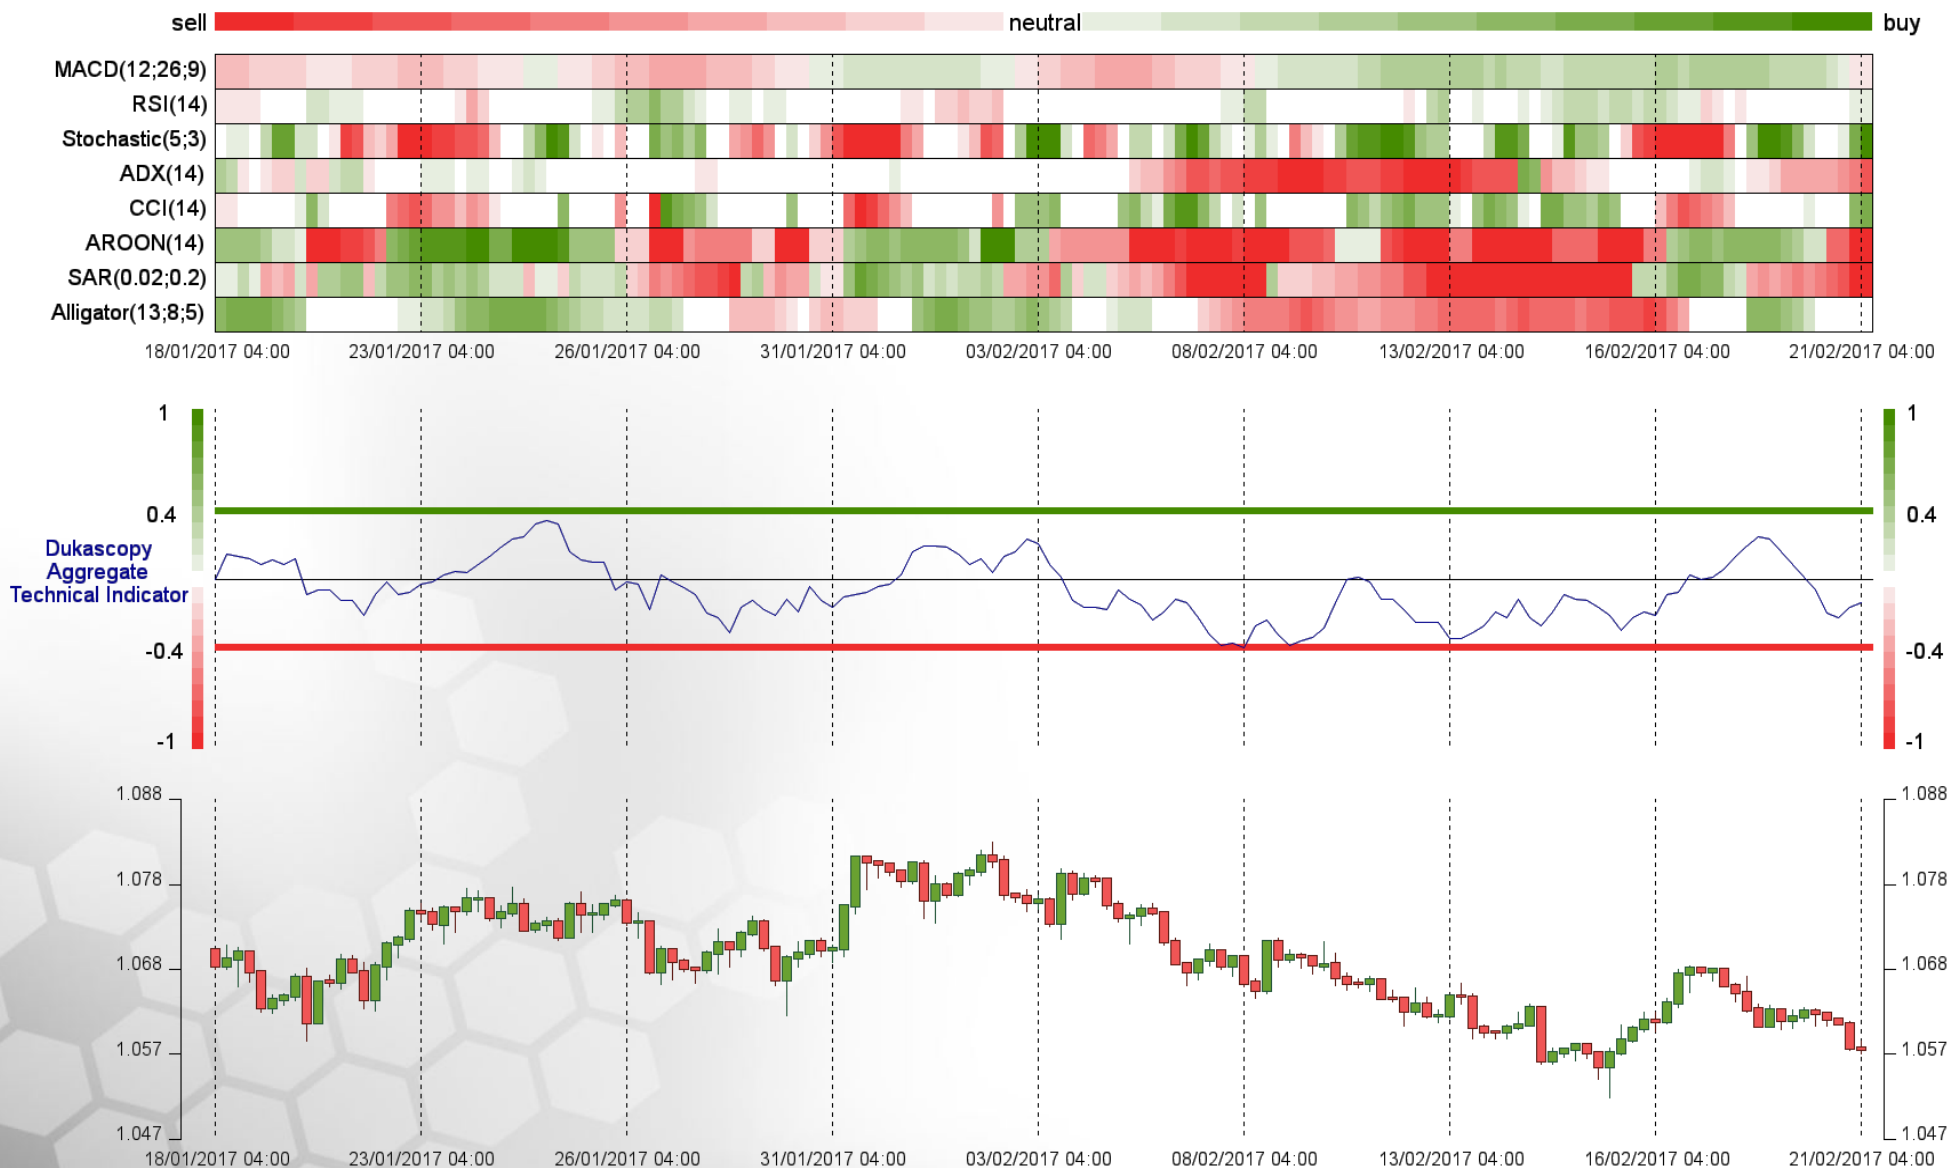 sell neutral buy
MACD(12;26;9)
RSI(14)
Stochastic(5;3)
ADX(14)
CCI(14)
AROON(14)
SAR(0.02;0.2)
Alligator(13;8;5)
18/01/2017 04:00 23/01/2017 04:00 26/01/2017 04:00 31/01/2017 04:00 03/02/2017 04:00 08/02/2017 04:00 13/02/2017 04:00 16/02/2017 04:00 21/02/2017 04:00
1 1
0.4 0.4
Dukascopy
Aggregate
Technical Indicator
-0.4 -0.4
-1 -1
1.088 1.088
1.078 1.078
1.068 1.068
1.057 1.057
1.047 1.047
18/01/2017 04:00 23/01/2017 04:00 26/01/2017 04:00 31/01/2017 04:00 03/02/2017 04:00 08/02/2017 04:00 13/02/2017 04:00 16/02/2017 04:00 21/02/2017 04:00